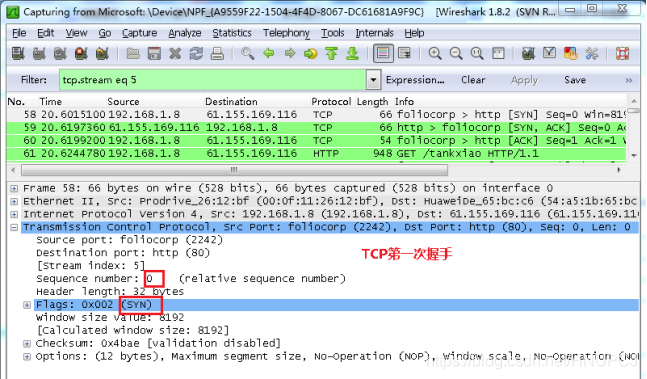 Capturing from Microsoft: \Device\NPF_{A9559F22-1504-4F4D-8067-DC61681A9F9C} [Wireshark 1.8.2 (SVN R...
File Edit View Go Capture Analyze Statistics Telephony Tools Internals Help
Filter: tcp.stream eq 5 Expression... Clear Apply Save
No. Time Source Destination Protocol Length Info
58 20.6015100 192.168.1.8 61.155.169.116 TCP 66 foliocorp > http [SYN] Seq=0 Win=819
59 20.6197360 61.155.169.116 192.168.1.8 TCP 66 http > foliocorp [SYN, ACK] Seq=0 A
60 20.6199200 192.168.1.8 61.155.169.116 TCP 54 foliocorp > http [ACK] Seq=1 Ack=1 W
61 20.6244780 192.168.1.8 61.155.169.116 HTTP 948 GET /tankxiao HTTP/1.1
Frame 58: 66 bytes on wire (528 bits), 66 bytes captured (528 bits) on interface 0
Ethernet II, Src: Prodrive_26:12:bf (00:0f:11:26:12:bf), Dst: HuaweiDe_65:bc:c6 (54:a5:1b:65:bc
Internet Protocol Version 4, Src: 192.168.1.8 (192.168.1.8), Dst: 61.155.169.116 (61.155.169.116
Transmission Control Protocol, Src Port: foliocorp (2242), Dst Port: http (80), Seq: 0, Len: 0
Source port: foliocorp (2242)
Destination port: http (80)
TCP第一次握手
[Stream index: 5]
Sequence number: 0 (relative sequence number)
Header length: 32 bytes
Flags: 0x002 (SYN)
Window size value: 8192
[Calculated window size: 8192]
Checksum: 0x4bae [validation disabled]
Options: (12 bytes), Maximum segment size, No-Operation (NOP), Window scale, No-Operation (NOP),